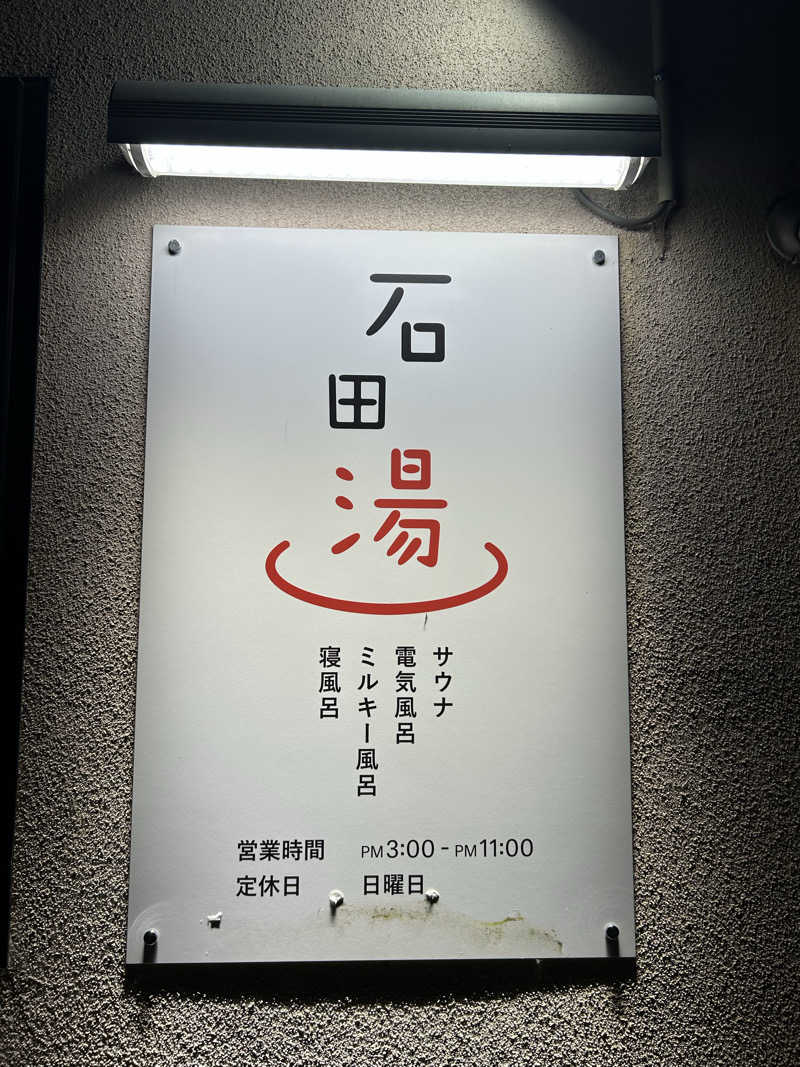 石田湯
サウナ
電気風呂
ミルキー風呂
寝風呂
営業時間 PM3:00 - PM11:00
定休日 日曜日